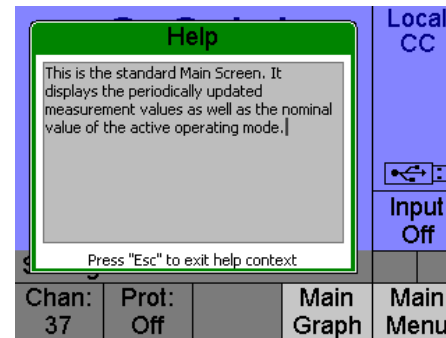 Help
This is the standard Main Screen. It
displays the periodically updated
measurement values as well as the nominal
value of the active operating mode.
Press "Esc" to exit help context
Local
CC
Input
Off
Chan:
37
Prot:
Off
Main
Graph
Main
Menu